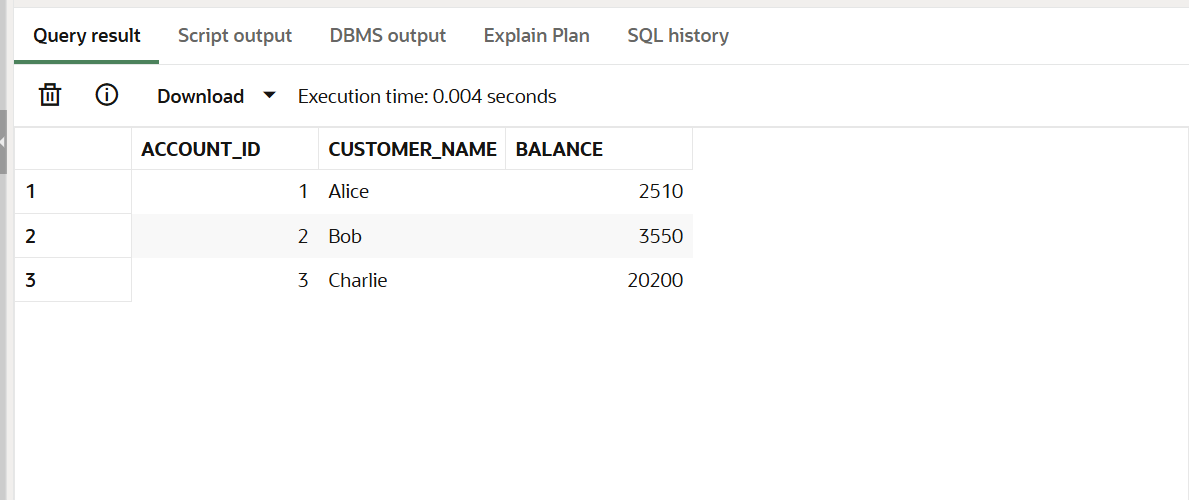 Query result Script output DBMS output Explain Plan SQL history
Download Execution time: 0.004 seconds
ACCOUNT_ID CUSTOMER_NAME BALANCE
1 1 Alice 2510
2 2 Bob 3550
3 3 Charlie 20200